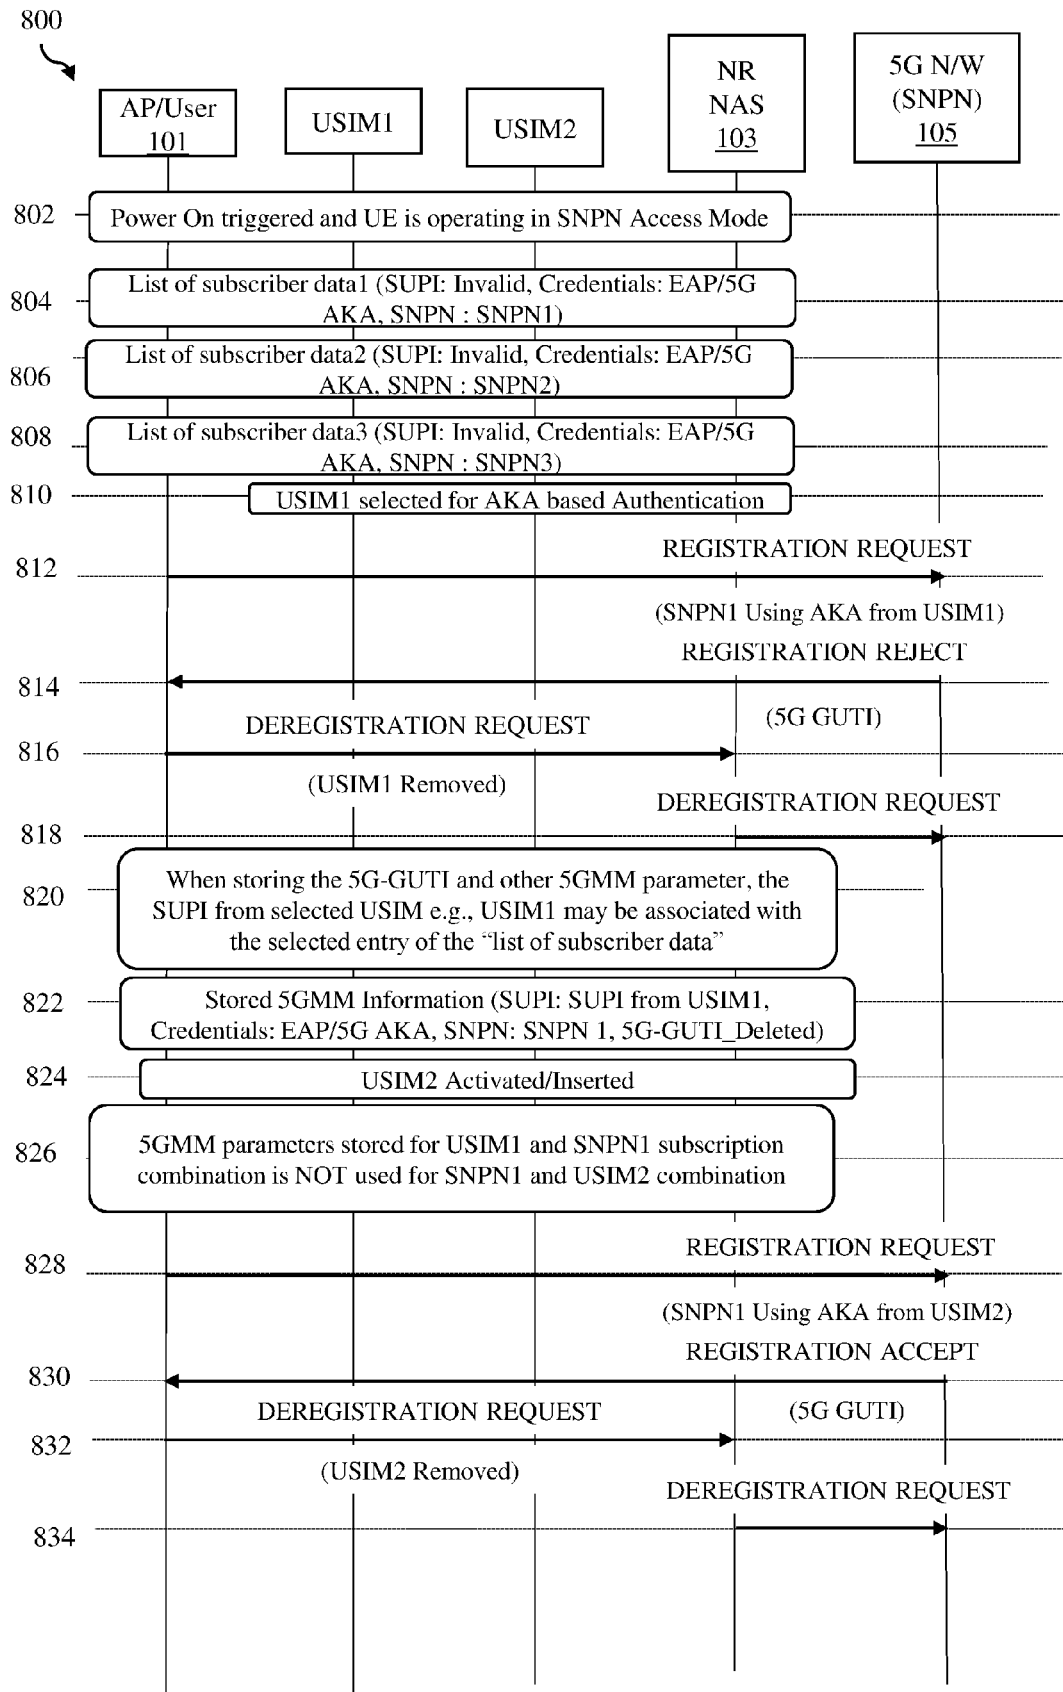 800
AP/User
101
USIM1
USIM2
NR
NAS
103
5G N/W
(SNPN)
105
802
Power On triggered and UE is operating in SNPN Access Mode
804
List of subscriber data1 (SUPI: Invalid, Credentials: EAP/5G
AKA, SNPN : SNPN1)
806
List of subscriber data2 (SUPI: Invalid, Credentials: EAP/5G
AKA, SNPN : SNPN2)
808
List of subscriber data3 (SUPI: Invalid, Credentials: EAP/5G
AKA, SNPN : SNPN3)
810
USIM1 selected for AKA based Authentication
REGISTRATION REQUEST
812
(SNPN1 Using AKA from USIM1)
REGISTRATION REJECT
814
(5G GUTI)
DEREGISTRATION REQUEST
816
(USIM1 Removed)
DEREGISTRATION REQUEST
818
820
When storing the 5G-GUTI and other 5GMM parameter, the
SUPI from selected USIM e.g., USIM1 may be associated with
the selected entry of the “list of subscriber data”
822
Stored 5GMM Information (SUPI: SUPI from USIM1,
Credentials: EAP/5G AKA, SNPN: SNPN 1, 5G-GUTI_Deleted)
824
USIM2 Activated/Inserted
826
5GMM parameters stored for USIM1 and SNPN1 subscription
combination is NOT used for SNPN1 and USIM2 combination
REGISTRATION REQUEST
828
(SNPN1 Using AKA from USIM2)
REGISTRATION ACCEPT
830
(5G GUTI)
DEREGISTRATION REQUEST
832
(USIM2 Removed)
DEREGISTRATION REQUEST
834